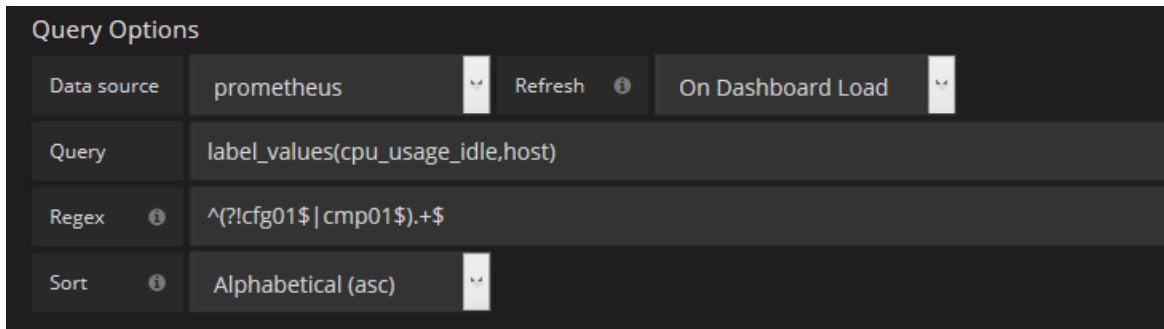 Query Options
Data source prometheus Refresh On Dashboard Load
Query label_values(cpu_usage_idle,host)
Regex ^(?!cfg01$|cmp01$).+$
Sort Alphabetical (asc)